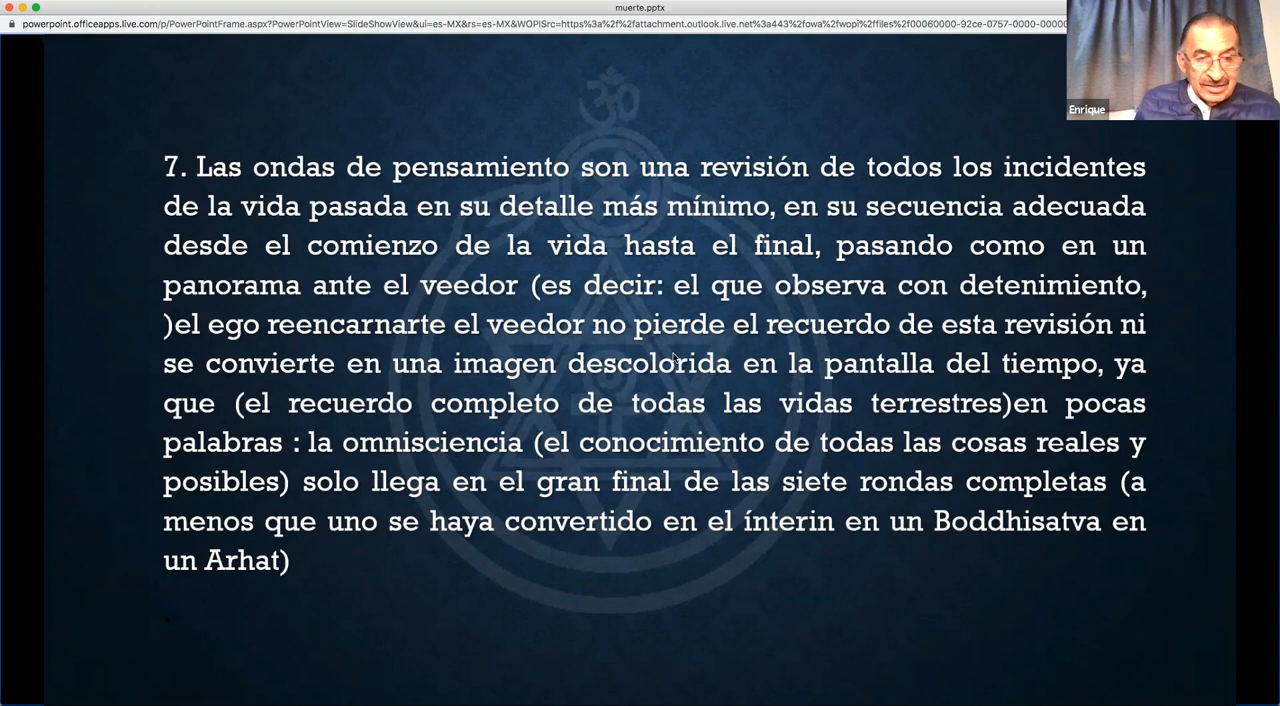 muerte.pptx
powerpoint.officeapps.live.com/p/PowerPointFrame.aspx?PowerPointView=SlideShowView&ui=es-MX&rs=es-MX&WOPISrc=https%3a%2f%2fattachment.outlook.live.net%3a443%2fowa%2fwopi%2ffiles%2f00060000-92ce-0757-0000-00000
Enrique
ॐ
7. Las ondas de pensamiento son una revisión de todos los incidentes
de la vida pasada en su detalle más mínimo, en su secuencia adecuada
desde el comienzo de la vida hasta el final, pasando como en un
panorama ante el veedor (es decir: el que observa con detenimiento,
)el ego reencarnarte el veedor no pierde el recuerdo de esta revisión ni
se convierte en una imagen descolorida en la pantalla del tiempo, ya
que (el recuerdo completo de todas las vidas terrestres)en pocas
palabras : la omnisciencia (el conocimiento de todas las cosas reales y
posibles) solo llega en el gran final de las siete rondas completas (a
menos que uno se haya convertido en el ínterin en un Boddhisatva en
un Arhat)